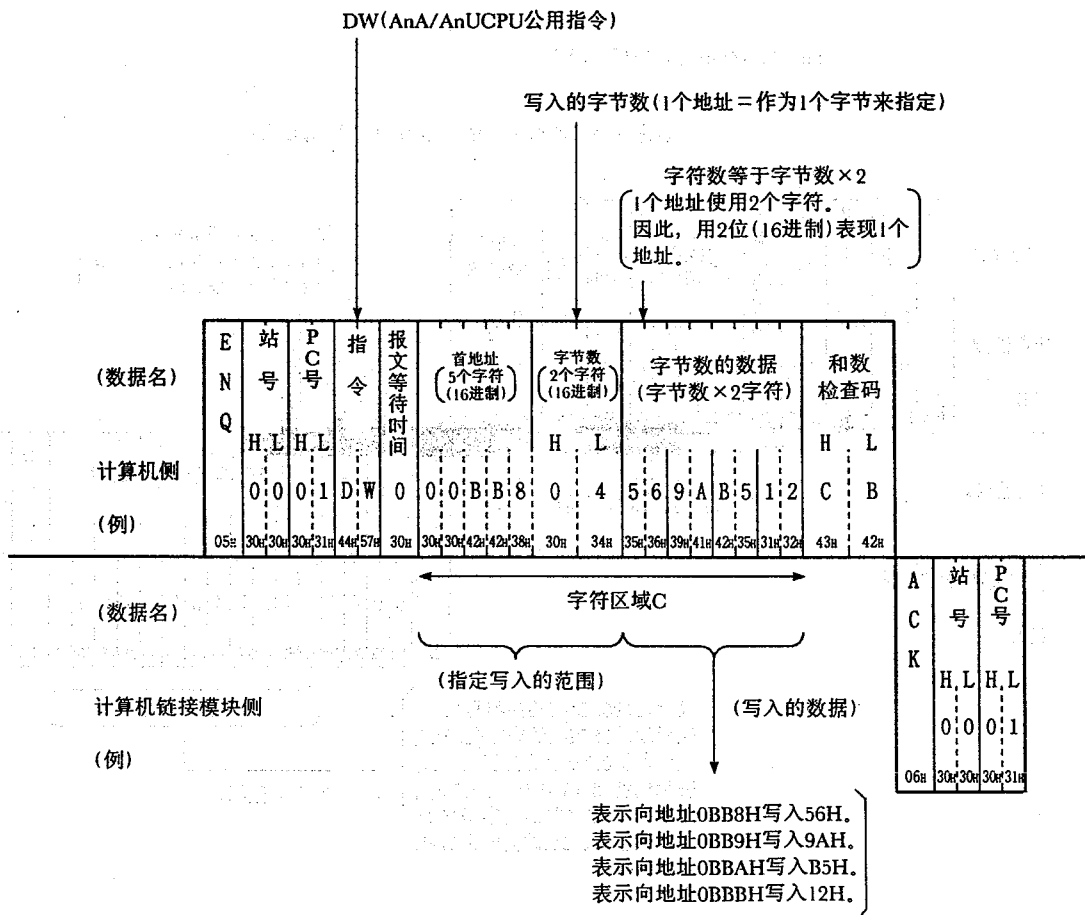 DW(AnA/AnUCPU公用指令)
写入的字节数(1个地址=作为1个字节来指定)
字符数等于字节数×2
1个地址使用2个字符。
因此，用2位(16进制)表现1个
地址。
(数据名)
计算机侧
(例)
ENQ
05H
站号
H L
0 0
30H 30H
PC号
H L
0 1
30H 31H
指令
D W
44H 57H
报文等待时间
0
30H
首地址
5个字符
(16进制)
0 0 B B 8
30H 30H 42H 42H 38H
字节数
2个字符
(16进制)
H L
0 4
30H 34H
字节数的数据
(字节数×2字符)
5 6 9 A B 5 1 2
35H 36H 39H 41H 42H 35H 31H 32H
和数
检查码
H L
C B
43H 42H
字符区域C
(指定写入的范围)
(写入的数据)
(数据名)
计算机链接模块侧
(例)
ACK
06H
站号
H L
0 0
30H 30H
PC号
H L
0 1
30H 31H
表示向地址0BB8H写入56H。
表示向地址0BB9H写入9AH。
表示向地址0BBAH写入B5H。
表示向地址0BBBH写入12H。